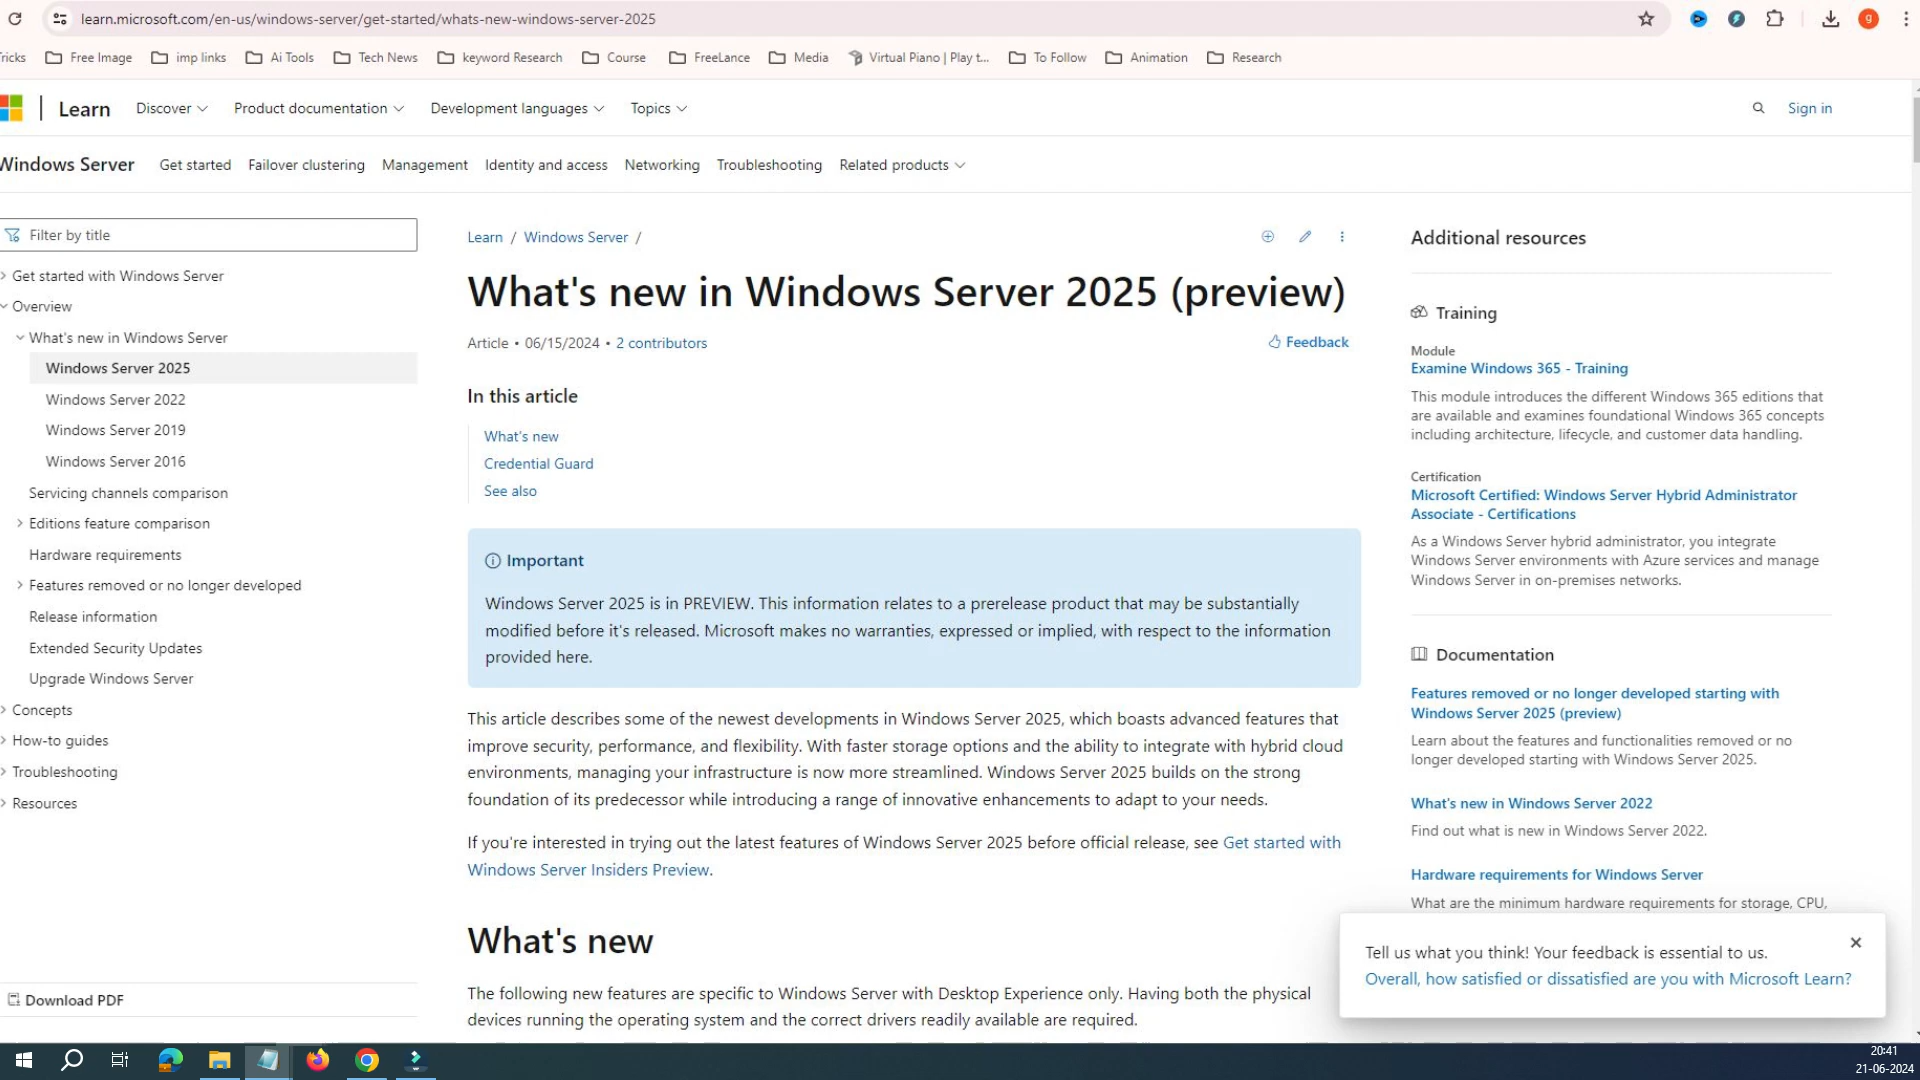 learn.microsoft.com/en-us/windows-server/get-started/whats-new-windows-server-2025
g
ricks
Free Image
imp links
Ai Tools
Tech News
keyword Research
Course
FreeLance
Media
Virtual Piano | Play t...
To Follow
Animation
Research
Learn
Discover
Product documentation
Development languages
Topics
Sign in
Windows Server
Get started
Failover clustering
Management
Identity and access
Networking
Troubleshooting
Related products
Filter by title
Get started with Windows Server
Overview
What's new in Windows Server
Windows Server 2025
Windows Server 2022
Windows Server 2019
Windows Server 2016
Servicing channels comparison
Editions feature comparison
Hardware requirements
Features removed or no longer developed
Release information
Extended Security Updates
Upgrade Windows Server
Concepts
How-to guides
Troubleshooting
Resources
Download PDF
Learn / Windows Server /
What's new in Windows Server 2025 (preview)
Article • 06/15/2024 • 2 contributors
Feedback
In this article
What's new
Credential Guard
See also
Important
Windows Server 2025 is in PREVIEW. This information relates to a prerelease product that may be substantially
modified before it's released. Microsoft makes no warranties, expressed or implied, with respect to the information
provided here.
This article describes some of the newest developments in Windows Server 2025, which boasts advanced features that
improve security, performance, and flexibility. With faster storage options and the ability to integrate with hybrid cloud
environments, managing your infrastructure is now more streamlined. Windows Server 2025 builds on the strong
foundation of its predecessor while introducing a range of innovative enhancements to adapt to your needs.
If you're interested in trying out the latest features of Windows Server 2025 before official release, see Get started with
Windows Server Insiders Preview.
What's new
The following new features are specific to Windows Server with Desktop Experience only. Having both the physical
devices running the operating system and the correct drivers readily available are required.
Additional resources
Training
Module
Examine Windows 365 - Training
This module introduces the different Windows 365 editions that
are available and examines foundational Windows 365 concepts
including architecture, lifecycle, and customer data handling.
Certification
Microsoft Certified: Windows Server Hybrid Administrator
Associate - Certifications
As a Windows Server hybrid administrator, you integrate
Windows Server environments with Azure services and manage
Windows Server in on-premises networks.
Documentation
Features removed or no longer developed starting with
Windows Server 2025 (preview)
Learn about the features and functionalities removed or no
longer developed starting with Windows Server 2025.
What's new in Windows Server 2022
Find out what is new in Windows Server 2022.
Hardware requirements for Windows Server
What are the minimum hardware requirements for storage, CPU,
Tell us what you think! Your feedback is essential to us.
Overall, how satisfied or dissatisfied are you with Microsoft Learn?
20:41
21-06-2024